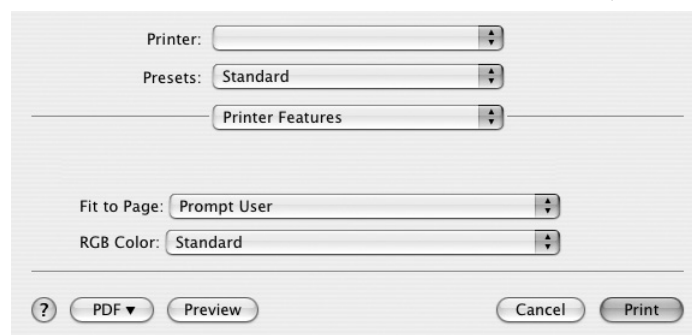 Printer:
Presets: Standard
Printer Features
Fit to Page: Prompt User
RGB Color: Standard
? PDF▼ Preview Cancel Print